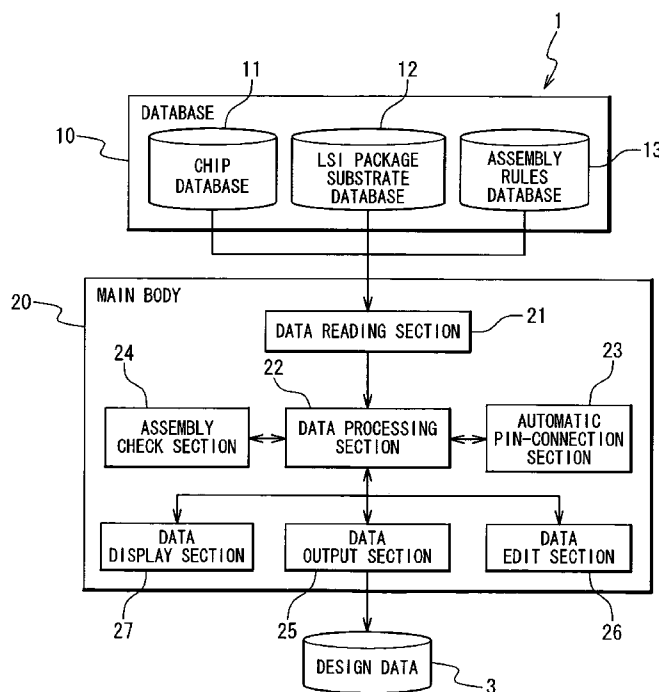 1
11
12
DATABASE
10
CHIP
DATABASE
LSI PACKAGE
SUBSTRATE
DATABASE
ASSEMBLY
RULES
DATABASE
13
20
MAIN BODY
DATA READING SECTION
21
24
22
23
ASSEMBLY
CHECK SECTION
DATA PROCESSING
SECTION
AUTOMATIC
PIN-CONNECTION
SECTION
DATA
DISPLAY SECTION
DATA
OUTPUT SECTION
DATA
EDIT SECTION
27
25
26
DESIGN DATA
3